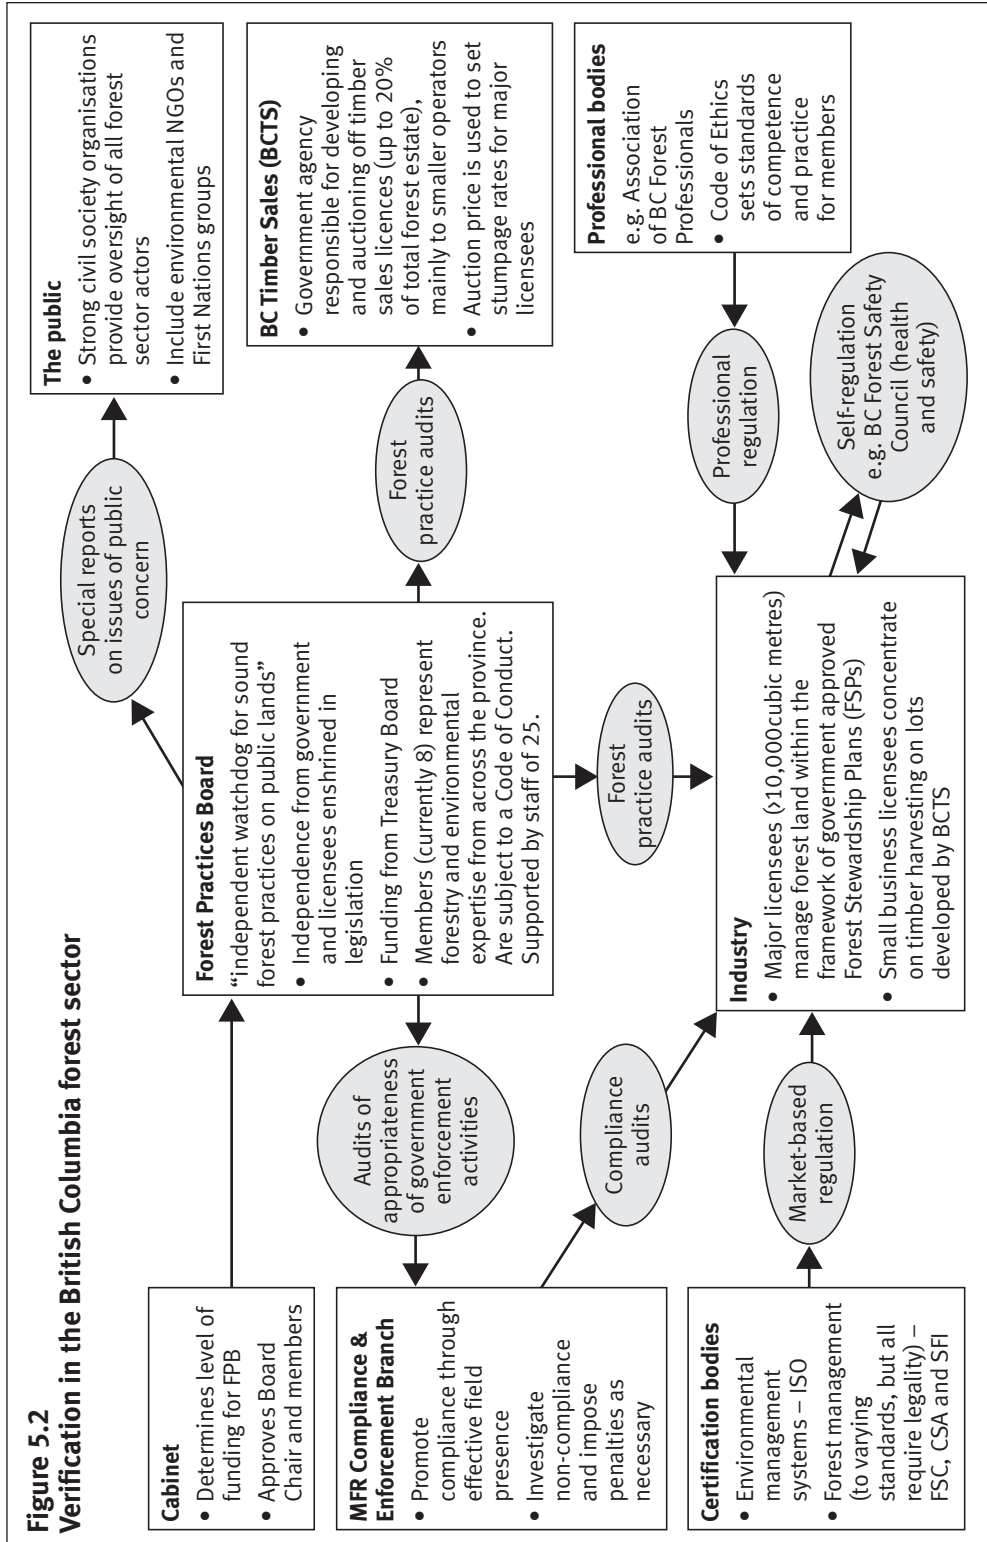 Figure 5.2
Verification in the British Columbia forest sector
Cabinet
• Determines level of
funding for FPB
• Approves Board
Chair and members
MFR Compliance &
Enforcement Branch
• Promote
compliance through
effective field
presence
• Investigate
non-compliance
and impose
penalties as
necessary
Certification bodies
• Environmental
management
systems – ISO
• Forest management
(to varying
standards, but all
require legality) –
FSC, CSA and SFI
Audits of
appropriateness
of government
enforcement
activities
Compliance
audits
Market-based
regulation
Forest Practices Board
“independent watchdog for sound
forest practices on public lands”
• Independence from government
and licensees enshrined in
legislation
• Funding from Treasury Board
• Members (currently 8) represent
forestry and environmental
expertise from across the province.
Are subject to a Code of Conduct.
Supported by staff of 25.
Forest
practice audits
Industry
• Major licensees (>10,000cubic metres)
manage forest land within the
framework of government approved
Forest Stewardship Plans (FSPs)
• Small business licensees concentrate
on timber harvesting on lots
developed by BCTS
Special reports
on issues of public
concern
Forest
practice audits
Professional
regulation
Self-regulation
e.g. BC Forest Safety
Council (health
and safety)
The public
• Strong civil society organisations
provide oversight of all forest
sector actors
• Include environmental NGOs and
First Nations groups
BC Timber Sales (BCTS)
• Government agency
responsible for developing
and auctioning off timber
sales licences (up to 20%
of total forest estate),
mainly to smaller operators
• Auction price is used to set
stumpage rates for major
licensees
Professional bodies
e.g. Association
of BC Forest
Professionals
• Code of Ethics
sets standards
of competence
and practice
for members